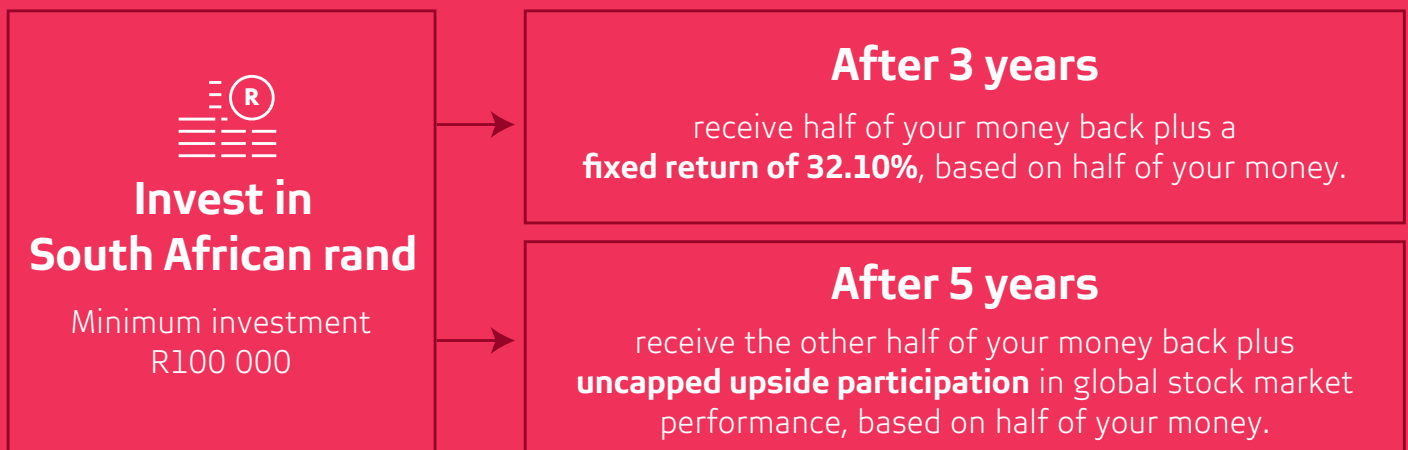 R
Invest in
South African rand
Minimum investment
R100 000
After 3 years
receive half of your money back plus a
fixed return of 32.10%, based on half of your money.
After 5 years
receive the other half of your money back plus
uncapped upside participation in global stock market
performance, based on half of your money.